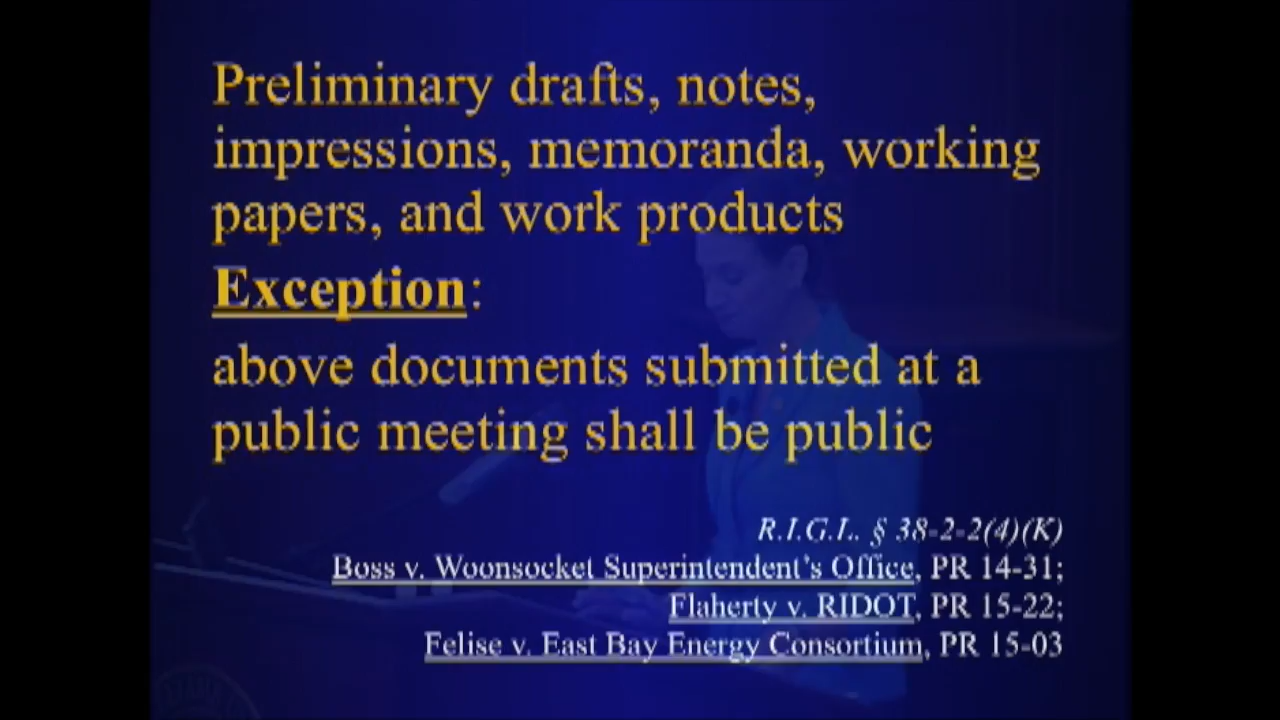 Preliminary drafts, notes,
impressions, memoranda, working
papers, and work products
Exception:
above documents submitted at a
public meeting shall be public
R.I.G.L. § 38-2-2(4)(K)
Boss v. Woonsocket Superintendent's Office, PR 14-31;
Flaherty v. RIDOT, PR 15-22;
Felise v. East Bay Energy Consortium, PR 15-03